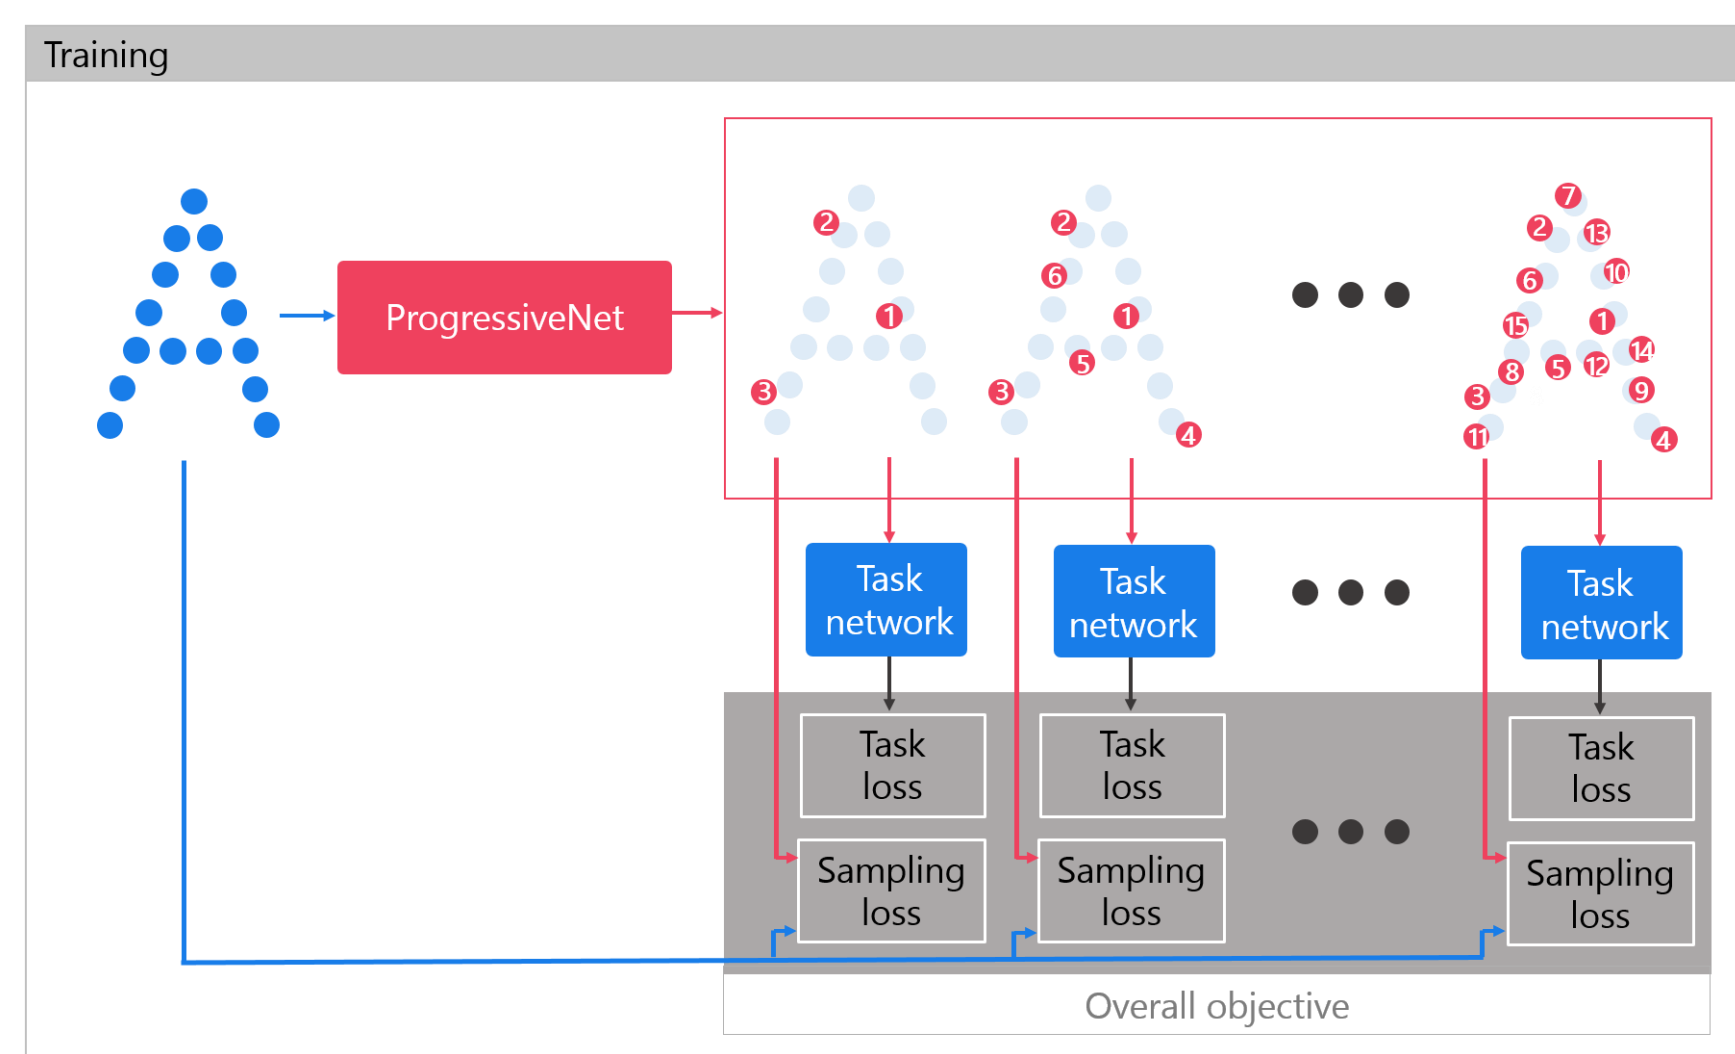 Training
ProgressiveNet
2
1
3
2
6
1
5
3
4
7
2
13
6
10
15
1
14
8
5
12
3
9
11
4
Task
network
Task
network
Task
network
Task
loss
Task
loss
Task
loss
Sampling
loss
Sampling
loss
Sampling
loss
Overall objective